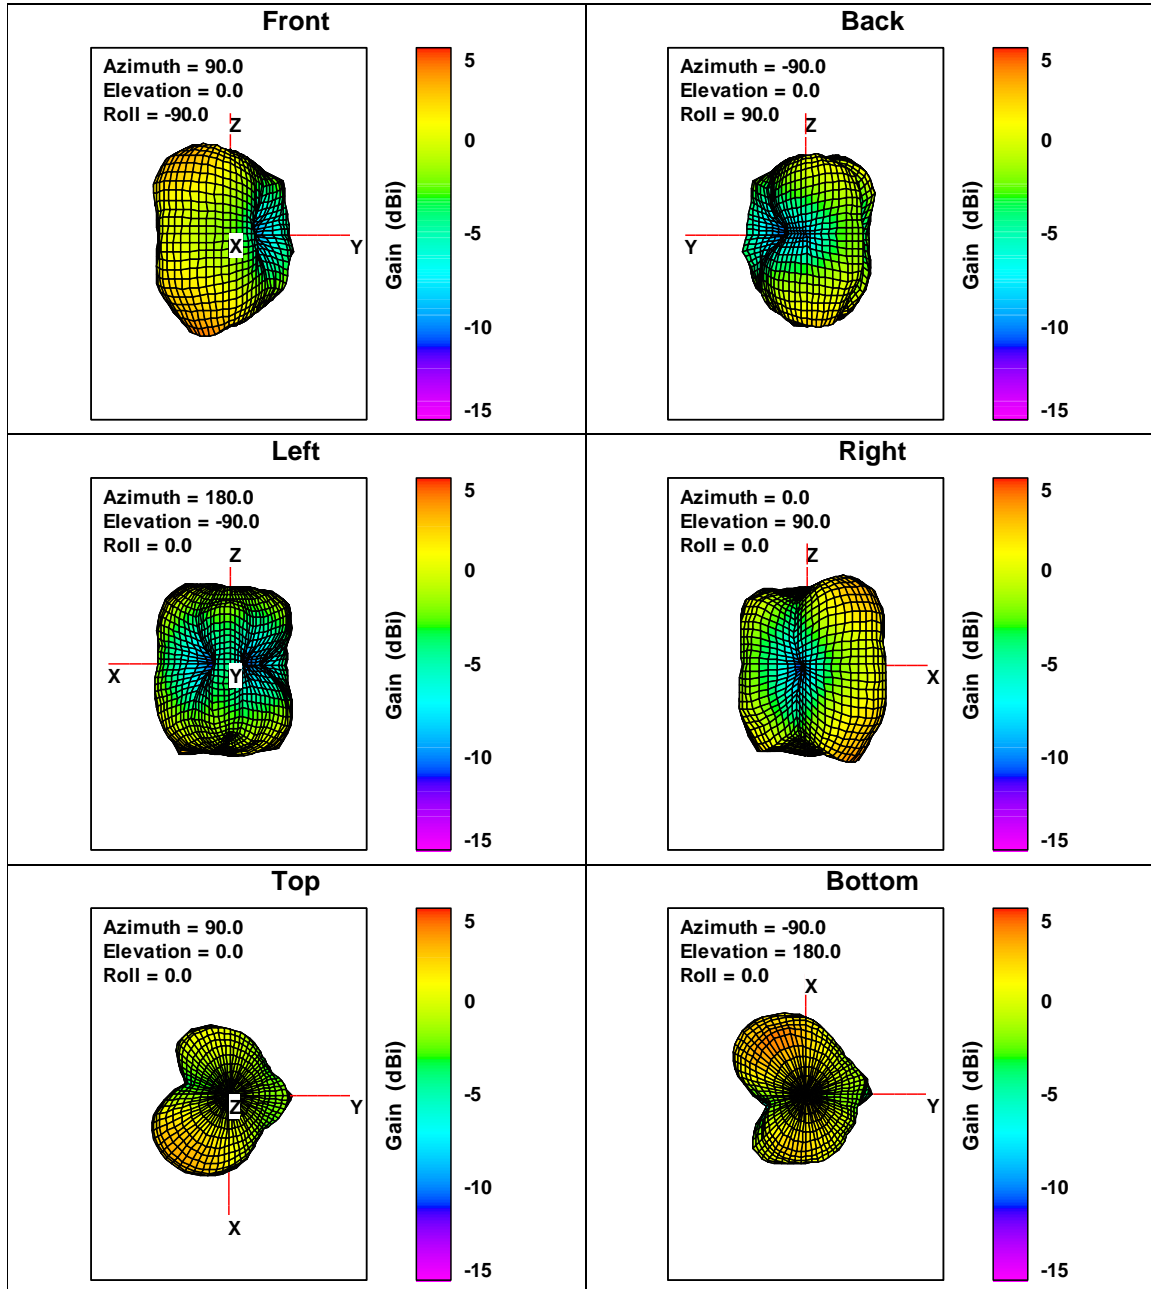 Front
Azimuth = 90.0
Elevation = 0.0
Roll = -90.0
Z
X
Y
Gain (dBi)
5
0
-5
-10
-15
Back
Azimuth = -90.0
Elevation = 0.0
Roll = 90.0
Z
Y
Gain (dBi)
5
0
-5
-10
-15
Left
Azimuth = 180.0
Elevation = -90.0
Roll = 0.0
Z
X
Y
Gain (dBi)
5
0
-5
-10
-15
Right
Azimuth = 0.0
Elevation = 90.0
Roll = 0.0
Z
X
Gain (dBi)
5
0
-5
-10
-15
Top
Azimuth = 90.0
Elevation = 0.0
Roll = 0.0
Z
Y
X
Gain (dBi)
5
0
-5
-10
-15
Bottom
Azimuth = -90.0
Elevation = 180.0
Roll = 0.0
X
Y
Gain (dBi)
5
0
-5
-10
-15